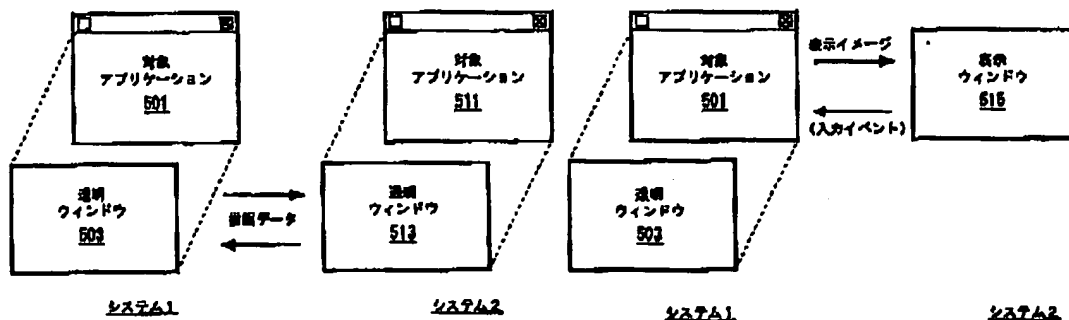 対象
アプリケーション
501
対象
アプリケーション
511
対象
アプリケーション
501
表示イメージ
(入力イベント)
表示
ウィンドウ
515
透明
ウィンドウ
503
データ
透明
ウィンドウ
513
透明
ウィンドウ
503
システム1
システム2
システム1
システム2